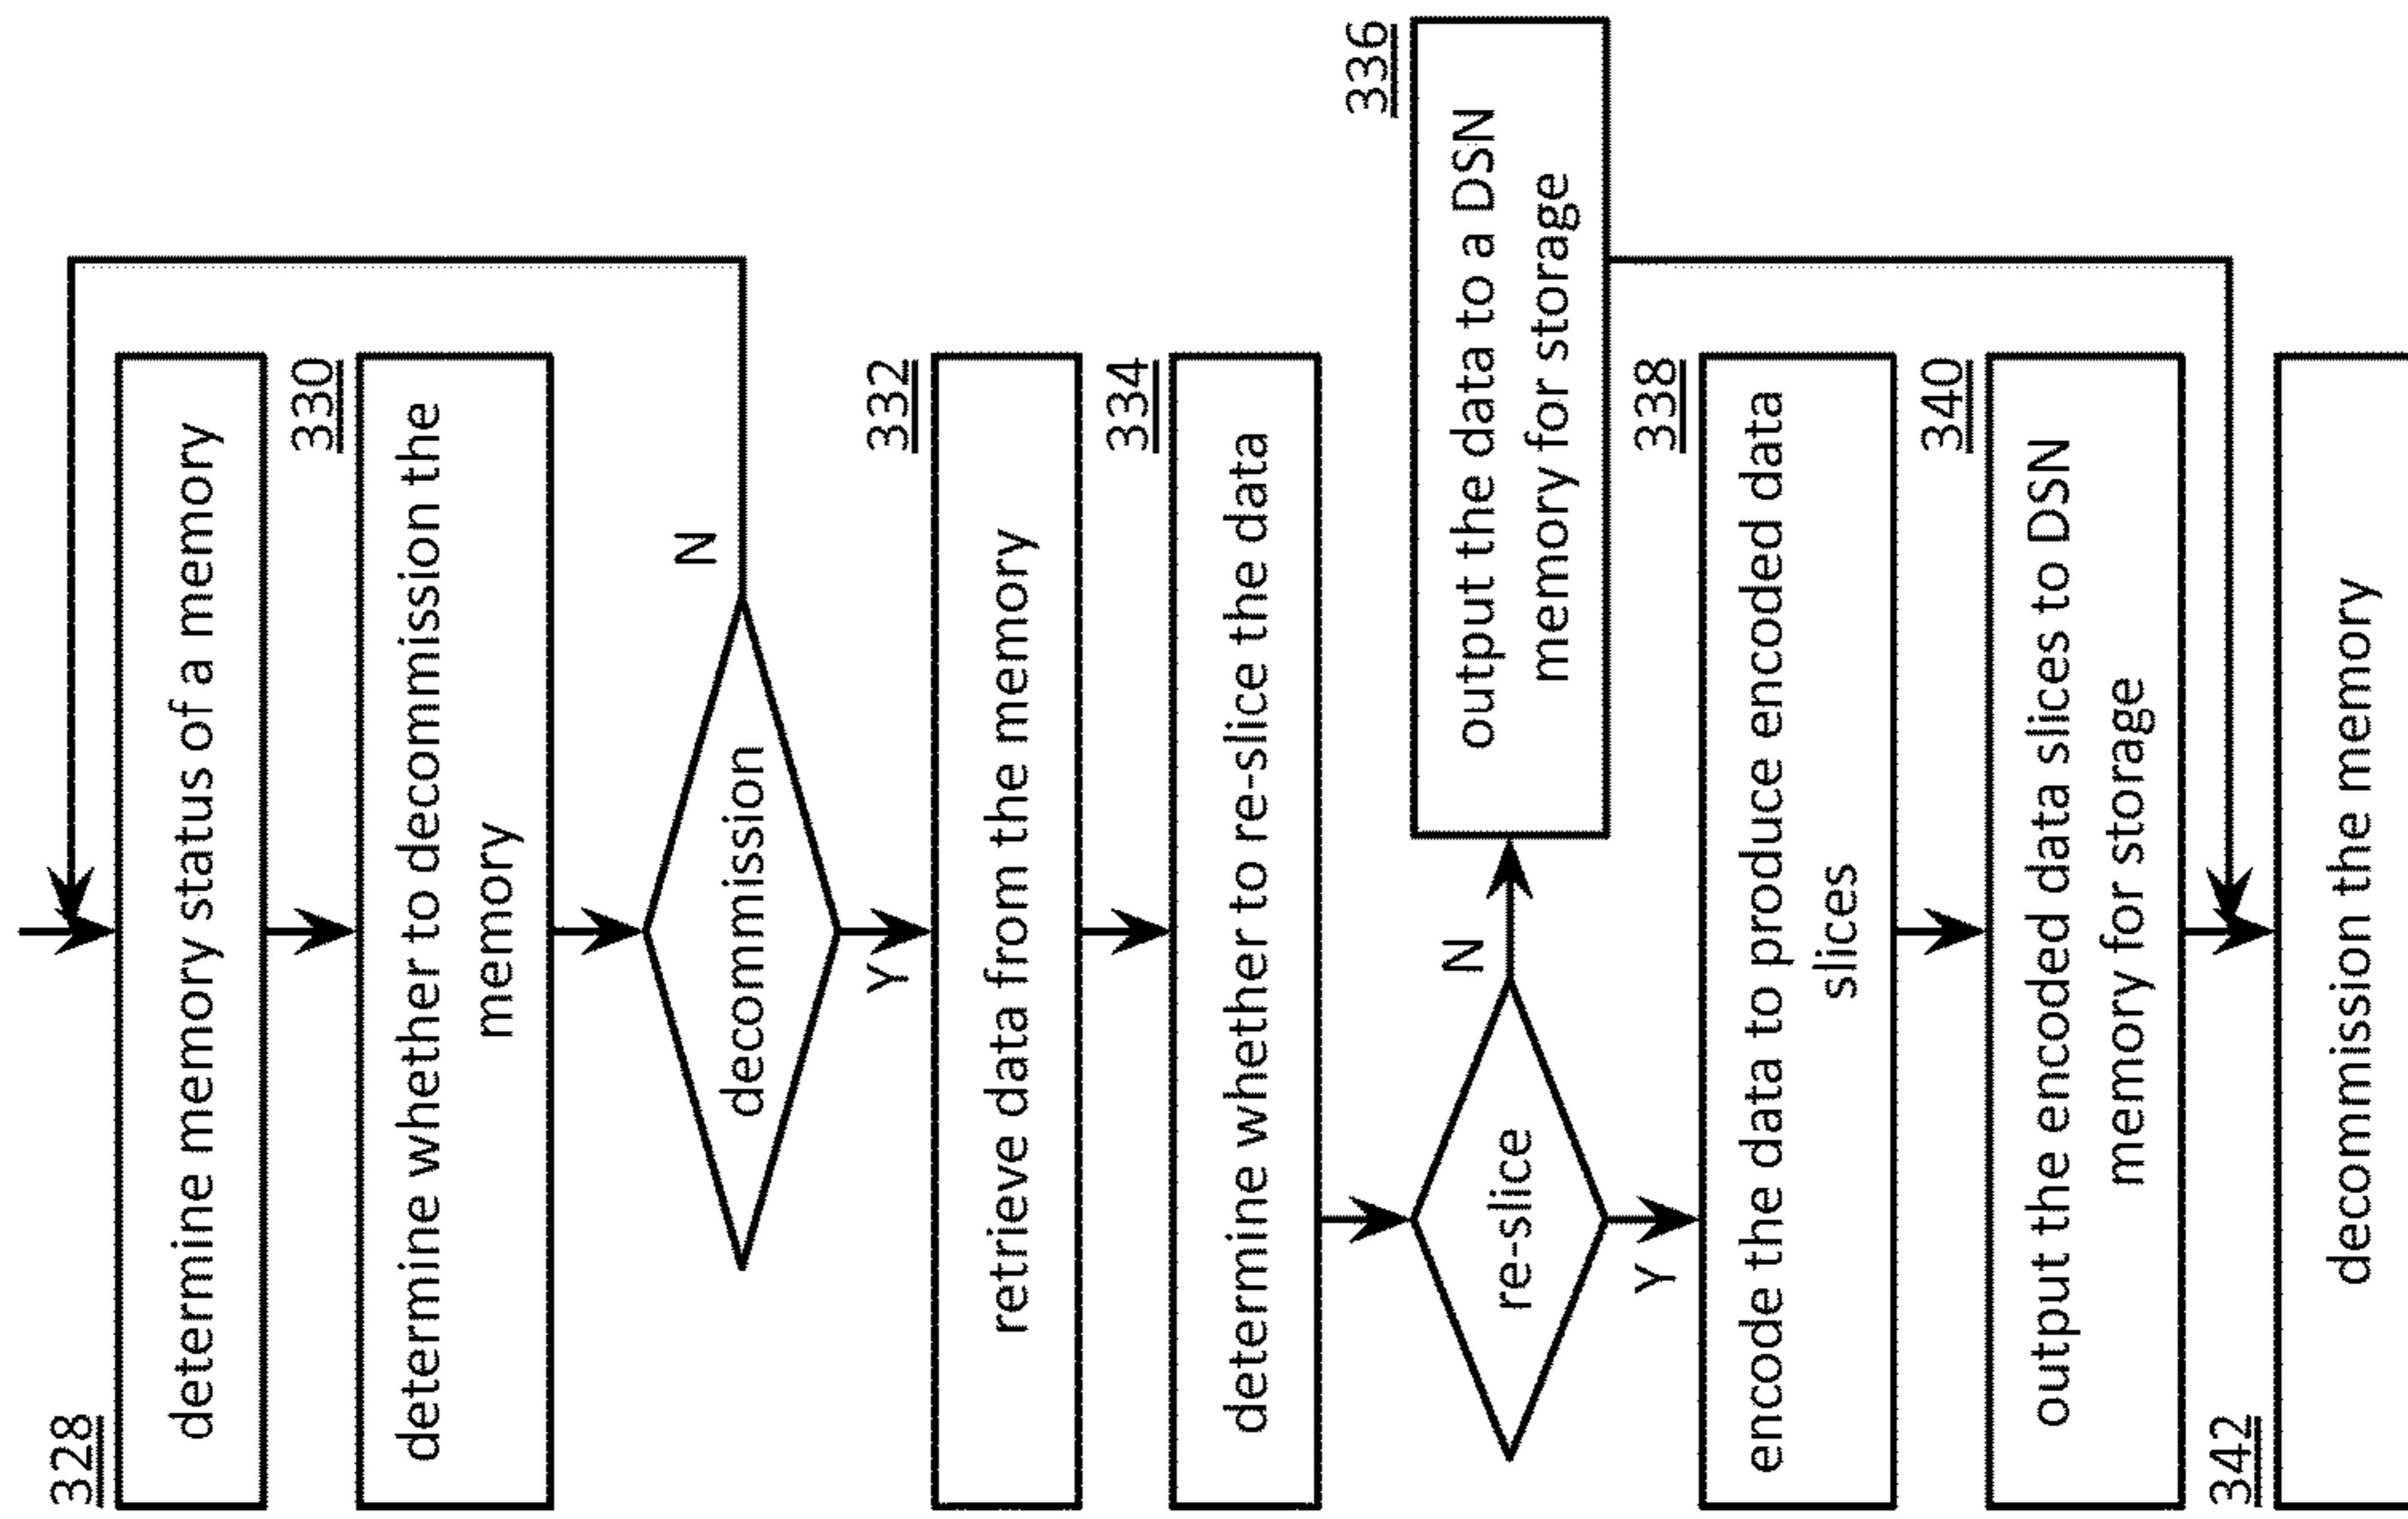 328
determine memory status of a memory
330
determine whether to decommission the
memory
decommission
N
Y
332
retrieve data from the memory
334
determine whether to re-slice the data
re-slice
N
336
output the data to a DSN
memory for storage
Y
338
encode the data to produce encoded data
slices
340
output the encoded data slices to DSN
memory for storage
342
decommission the memory